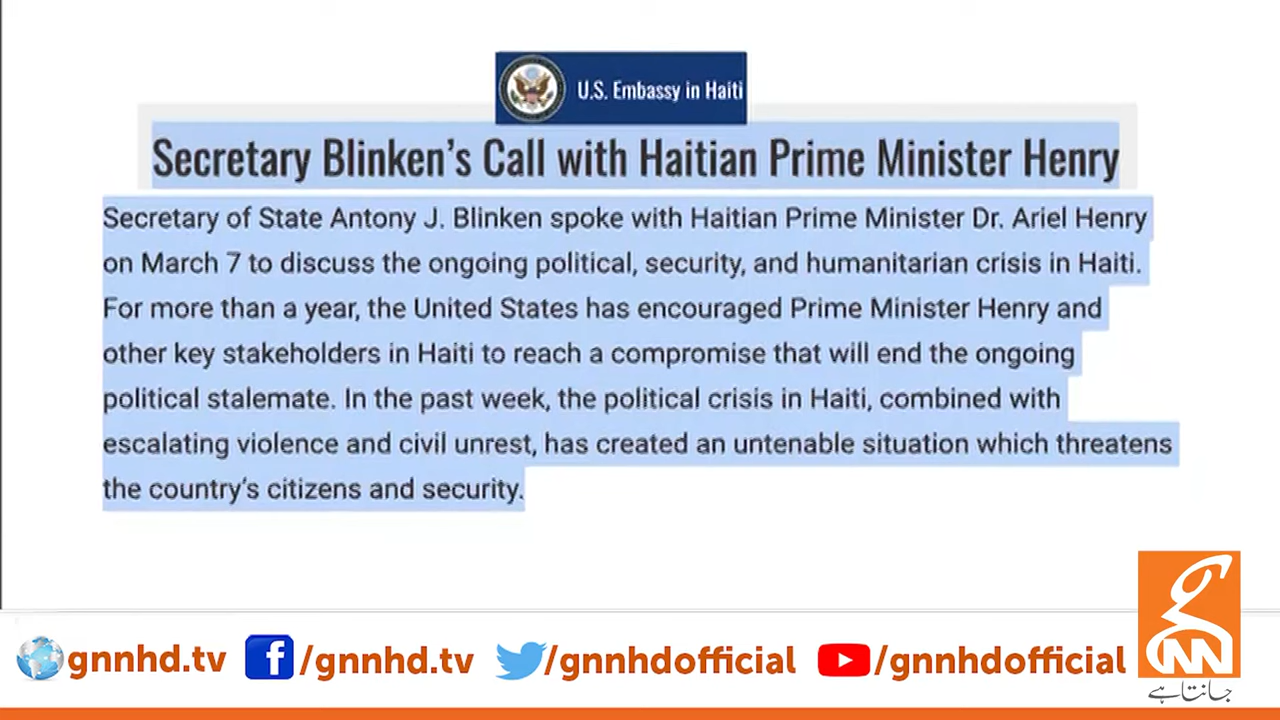 U.S. Embassy in Haiti
Secretary Blinken's Call with Haitian Prime Minister Henry
Secretary of State Antony J. Blinken spoke with Haitian Prime Minister Dr. Ariel Henry
on March 7 to discuss the ongoing political, security, and humanitarian crisis in Haiti.
For more than a year, the United States has encouraged Prime Minister Henry and
other key stakeholders in Haiti to reach a compromise that will end the ongoing
political stalemate. In the past week, the political crisis in Haiti, combined with
escalating violence and civil unrest, has created an untenable situation which threatens
the country's citizens and security.
gnnhd.tv /gnnhd.tv /gnnhdofficial /gnnhdofficial
GNN
جانتا ہے